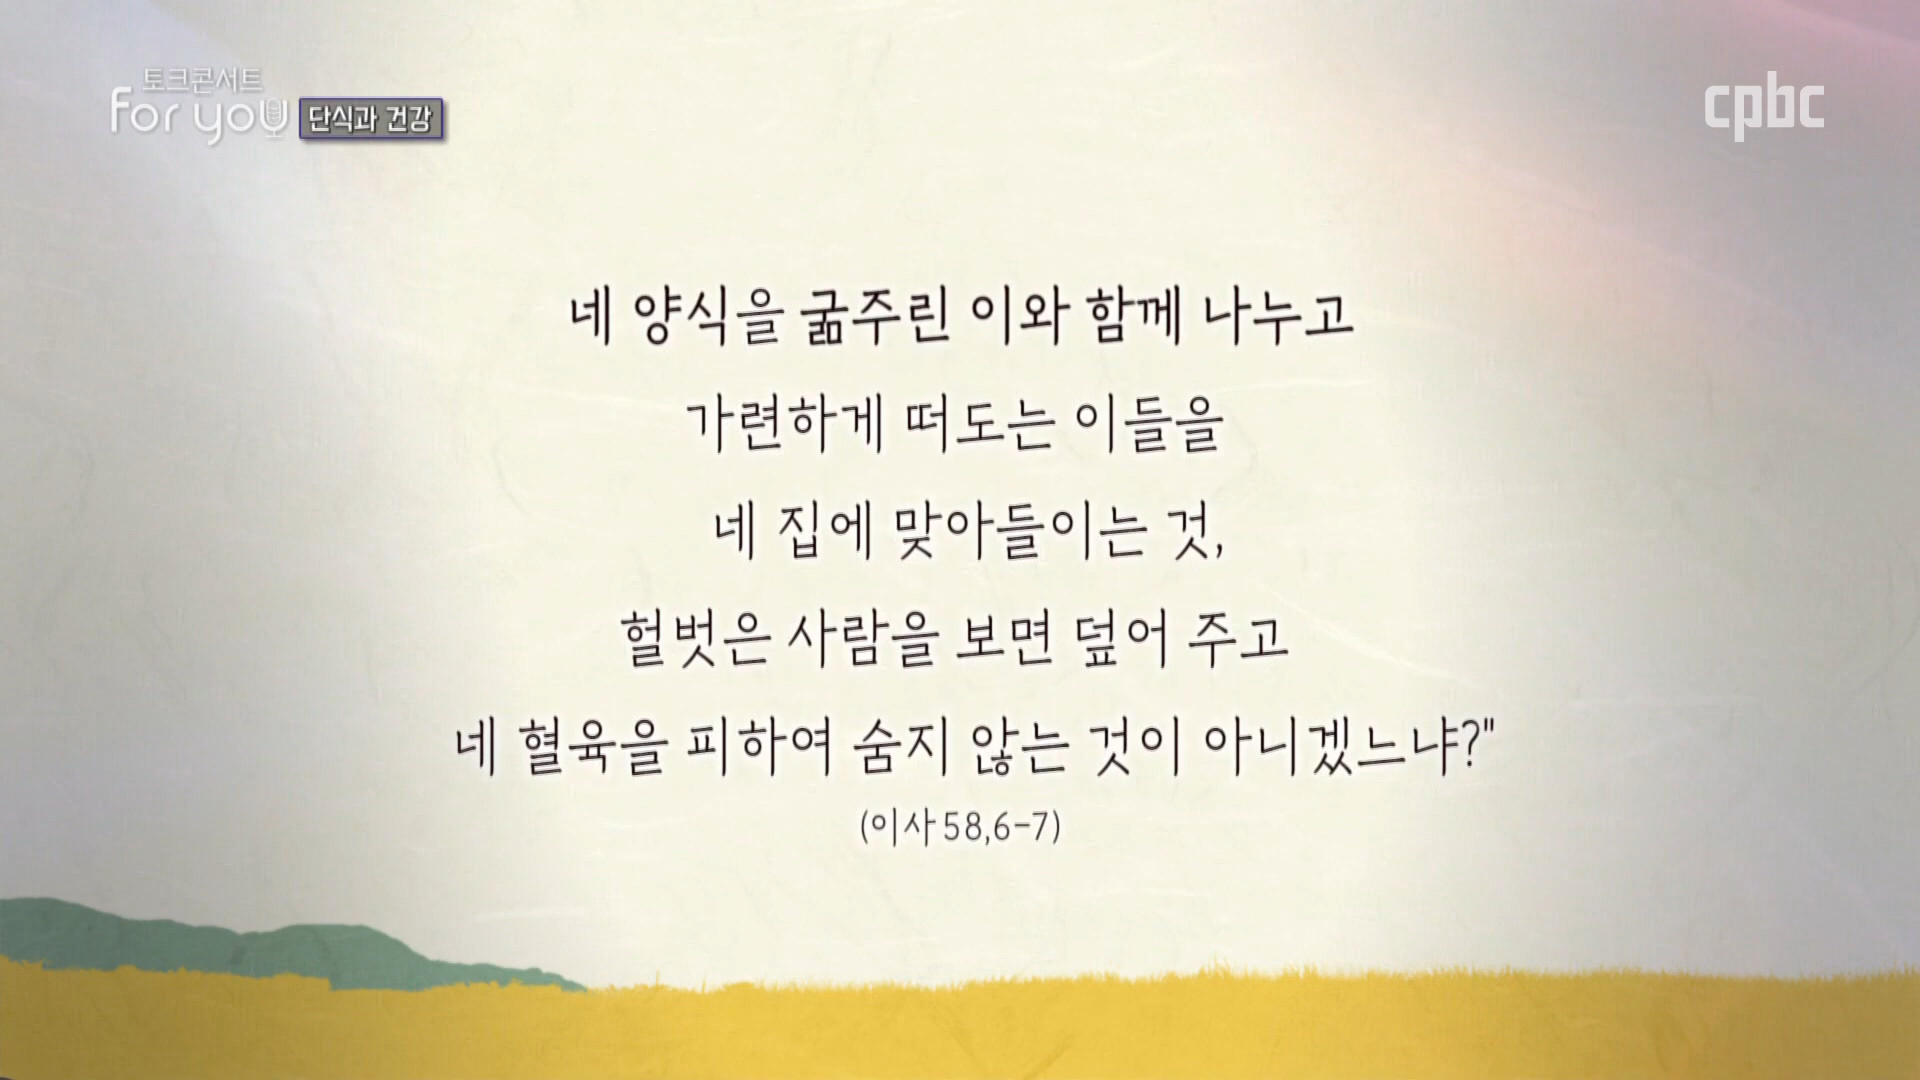 토크콘서트
for you 단식과 건강
cpbc
네 양식을 굶주린 이와 함께 나누고
가련하게 떠도는 이들을
네 집에 맞아들이는 것,
헐벗은 사람을 보면 덮어 주고
네 혈육을 피하여 숨지 않는 것이 아니겠느냐?"
(이사 58,6-7)